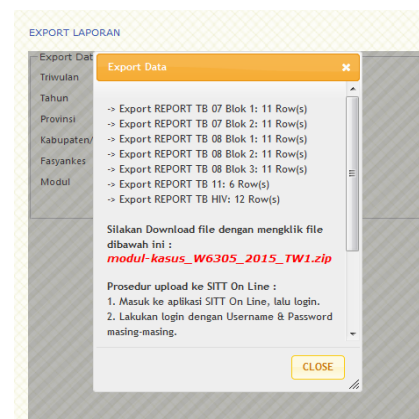 EXPORT LAPORAN
Export Dat
Triwulan
Tahun
Provinsi
Kabupaten/
Fasyankes
Modul
Export Data
-> Export REPORT TB 07 Blok 1: 11 Row(s)
-> Export REPORT TB 07 Blok 2: 11 Row(s)
-> Export REPORT TB 08 Blok 1: 11 Row(s)
-> Export REPORT TB 08 Blok 2: 11 Row(s)
-> Export REPORT TB 08 Blok 3: 11 Row(s)
-> Export REPORT TB 11: 6 Row(s)
-> Export REPORT TB HIV: 12 Row(s)
Silakan Download file dengan mengklik file
dibawah ini :
modul-kasus_W6305_2015_TW1.zip
Prosedur upload ke SITT On Line :
1. Masuk ke aplikasi SITT On Line, lalu login.
2. Lakukan login dengan Username & Password
masing-masing.
CLOSE